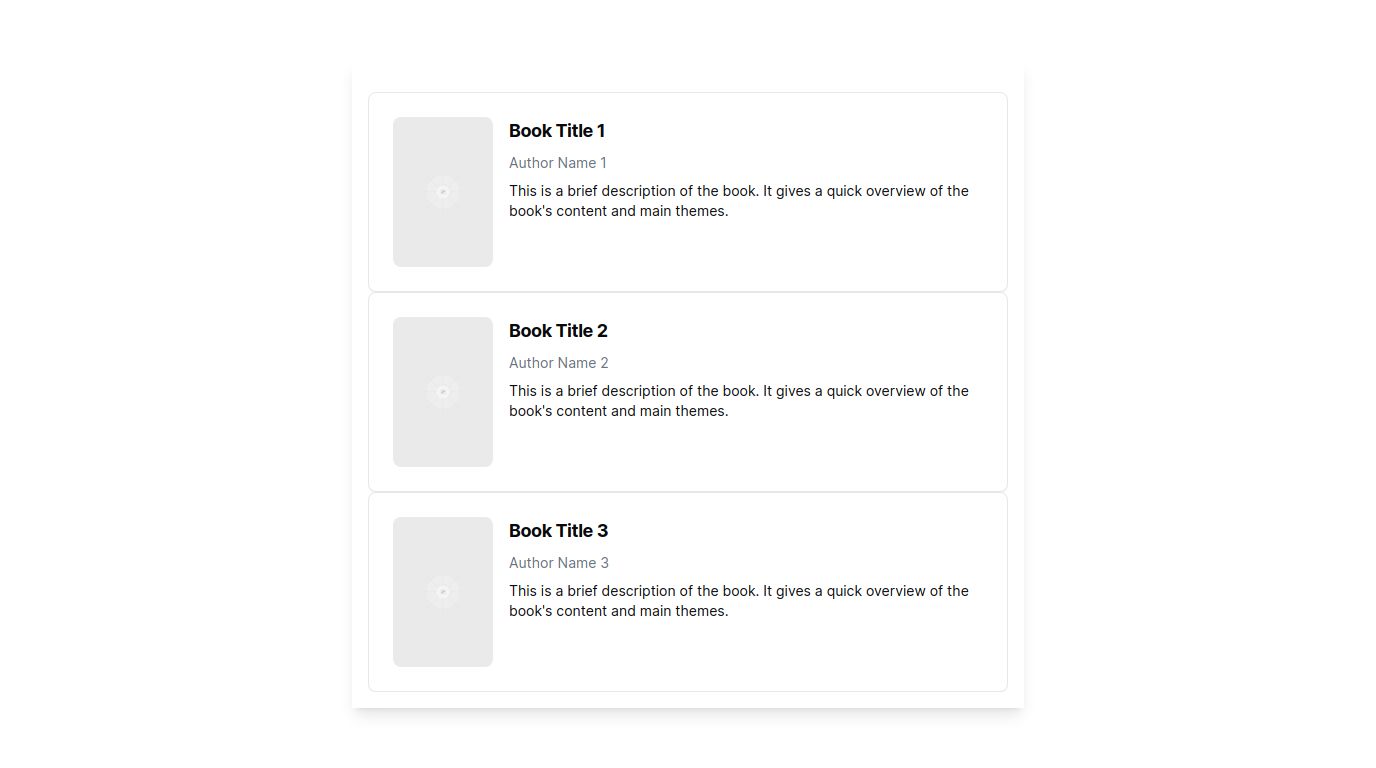 Book Title 1
Author Name 1
This is a brief description of the book. It gives a quick overview of the
book's content and main themes.
Book Title 2
Author Name 2
This is a brief description of the book. It gives a quick overview of the
book's content and main themes.
Book Title 3
Author Name 3
This is a brief description of the book. It gives a quick overview of the
book's content and main themes.